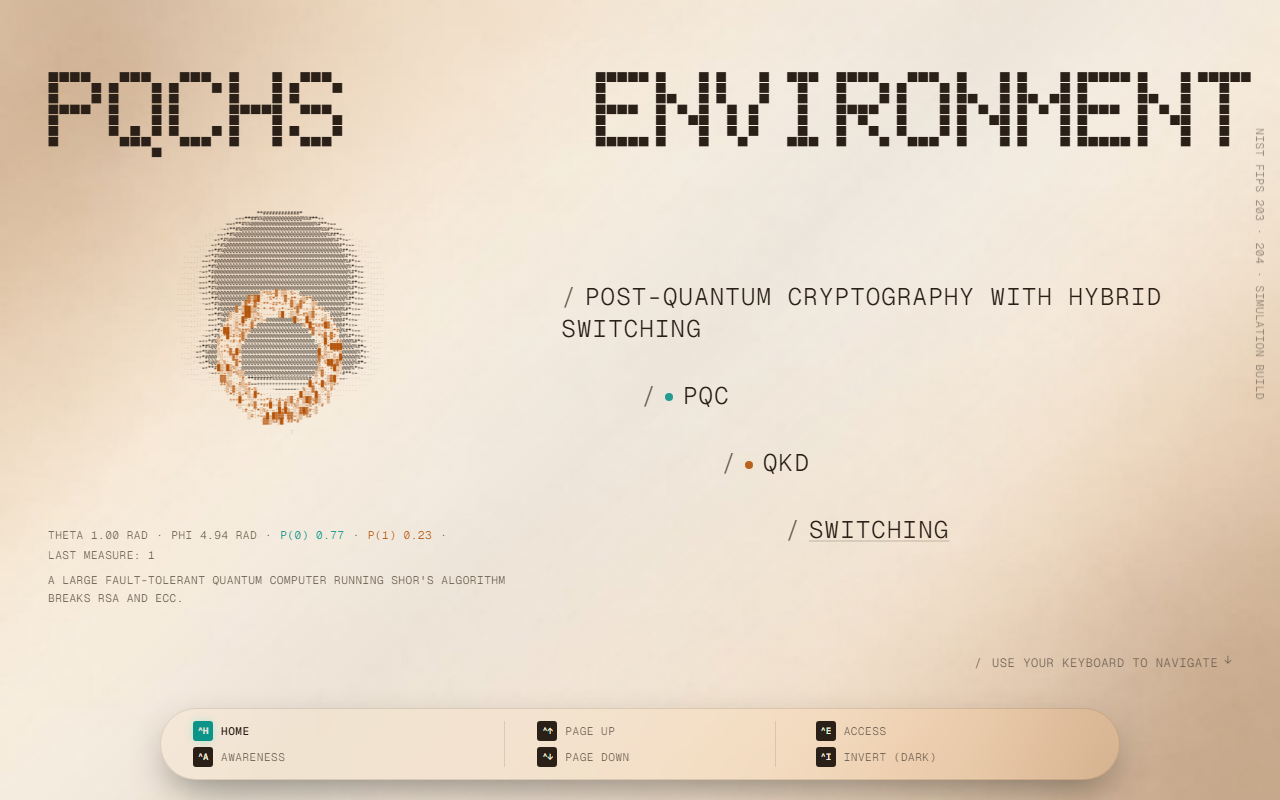 PQCHS ENVIRONMENT
NIST FIPS 203 · 204 · SIMULATION BUILD
/ POST-QUANTUM CRYPTOGRAPHY WITH HYBRID
SWITCHING
/ • PQC
/ • QKD
/ SWITCHING
THETA 1.00 RAD · PHI 4.94 RAD · P(0) 0.77 · P(1) 0.23 ·
LAST MEASURE: 1
A LARGE FAULT-TOLERANT QUANTUM COMPUTER RUNNING SHOR'S ALGORITHM
BREAKS RSA AND ECC.
/ USE YOUR KEYBOARD TO NAVIGATE ↓
^H HOME
^A AWARENESS
^↑ PAGE UP
^↓ PAGE DOWN
^E ACCESS
^I INVERT (DARK)